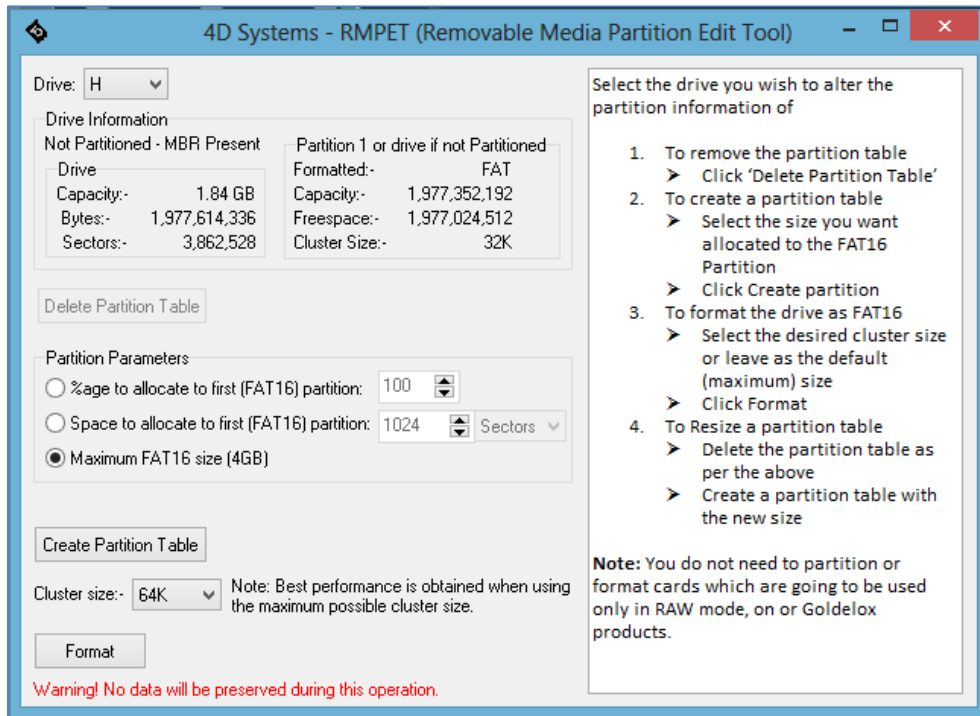 4D Systems - RMPET (Removable Media Partition Edit Tool)
Drive: H
Drive Information
Not Partitioned - MBR Present
Drive
Capacity:- 1.84 GB
Bytes:- 1,977,614,336
Sectors:- 3,862,528
Partition 1 or drive if not Partitioned
Formatted:- FAT
Capacity:- 1,977,352,192
Freespace:- 1,977,024,512
Cluster Size:- 32K
Delete Partition Table
Partition Parameters
%age to allocate to first (FAT16) partition: 100
Space to allocate to first (FAT16) partition: 1024 Sectors
Maximum FAT16 size (4GB)
Create Partition Table
Cluster size:- 64K
Note: Best performance is obtained when using
the maximum possible cluster size.
Format
Warning! No data will be preserved during this operation.
Select the drive you wish to alter the
partition information of
1. To remove the partition table
➤ Click ‘Delete Partition Table’
2. To create a partition table
➤ Select the size you want
allocated to the FAT16
Partition
➤ Click Create partition
3. To format the drive as FAT16
➤ Select the desired cluster size
or leave as the default
(maximum) size
➤ Click Format
4. To Resize a partition table
➤ Delete the partition table as
per the above
➤ Create a partition table with
the new size
Note: You do not need to partition or
format cards which are going to be used
only in RAW mode, on or Goldelox
products.